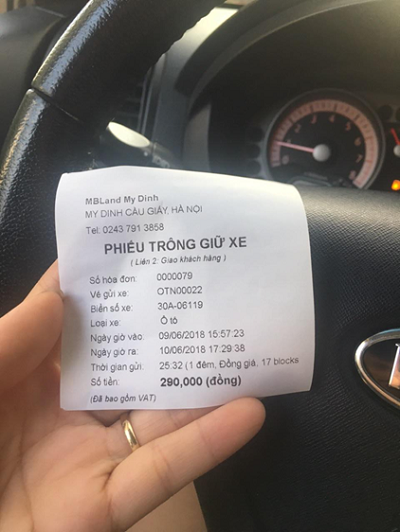 MBLand My Dinh
MY DINH CẦU GIẤY, HÀ NỘI
Tel: 0243 791 3858
PHIẾU TRÔNG GIỮ XE
( Liên 2: Giao khách hàng )
Số hóa đơn: 0000079
Vé gửi xe: OTN00022
Biển số xe: 30A-06119
Loại xe: Ô tô
Ngày giờ vào: 09/06/2018 15:57:23
Ngày giờ ra: 10/06/2018 17:29:38
Thời gian gửi: 25:32 (1 đêm, Đồng giá, 17 blocks
Số tiền: 290,000 (đồng)
(Đã bao gồm VAT)